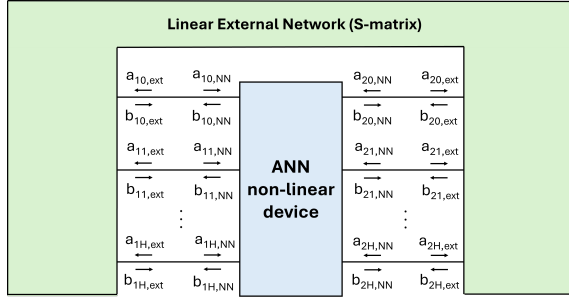 Linear External Network (S-matrix)
a10,ext a10,NN a20,NN a20,ext
b10,ext b10,NN b20,NN b20,ext
a11,ext a11,NN a21,NN a21,ext
b11,ext b11,NN b21,NN b21,ext
ANN
non-linear
device
a1H,ext a1H,NN a2H,NN a2H,ext
b1H,ext b1H,NN b2H,NN b2H,ext